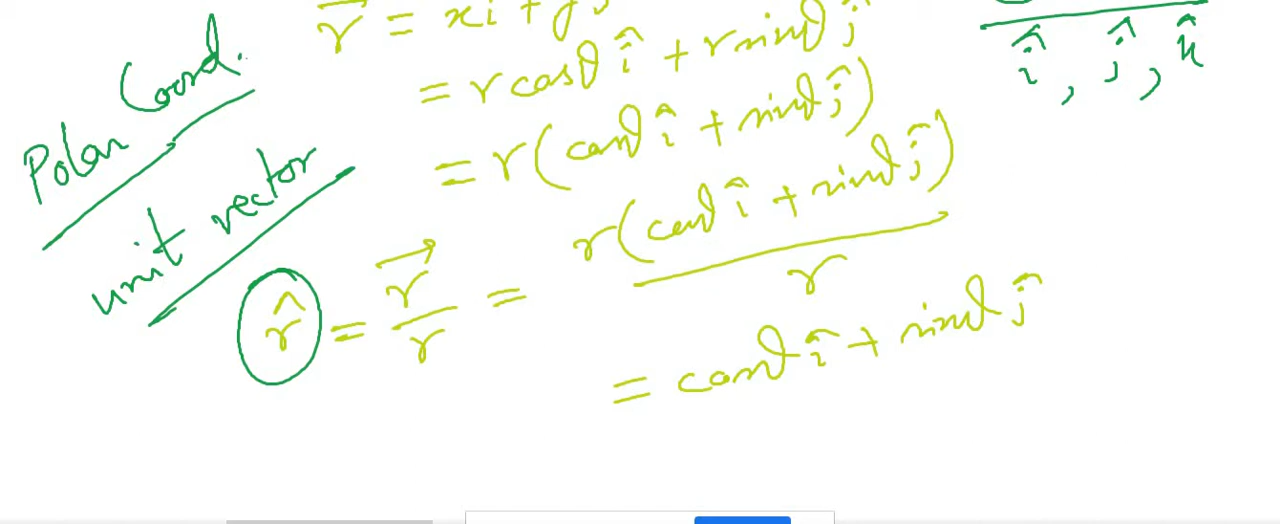 r⃗ = xi + yj
= r cosθ î + r sinθ ĵ
= r(cosθ î + sinθ ĵ)
r̂ = r⃗/r = r(cosθ î + sinθ ĵ)/r
= cosθ î + sinθ ĵ
Polar Coord.
unit vector
î, ĵ, n̂